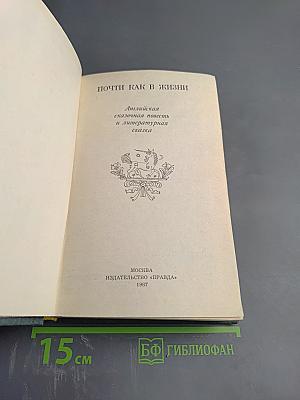 ПОЧТИ КАК В ЖИЗНИ
Английская
сказочная повесть
и литературная
сказка
МОСКВА
ИЗДАТЕЛЬСТВО «ПРАВДА»
1987
15 см
БФ ГИБЛИОФАН